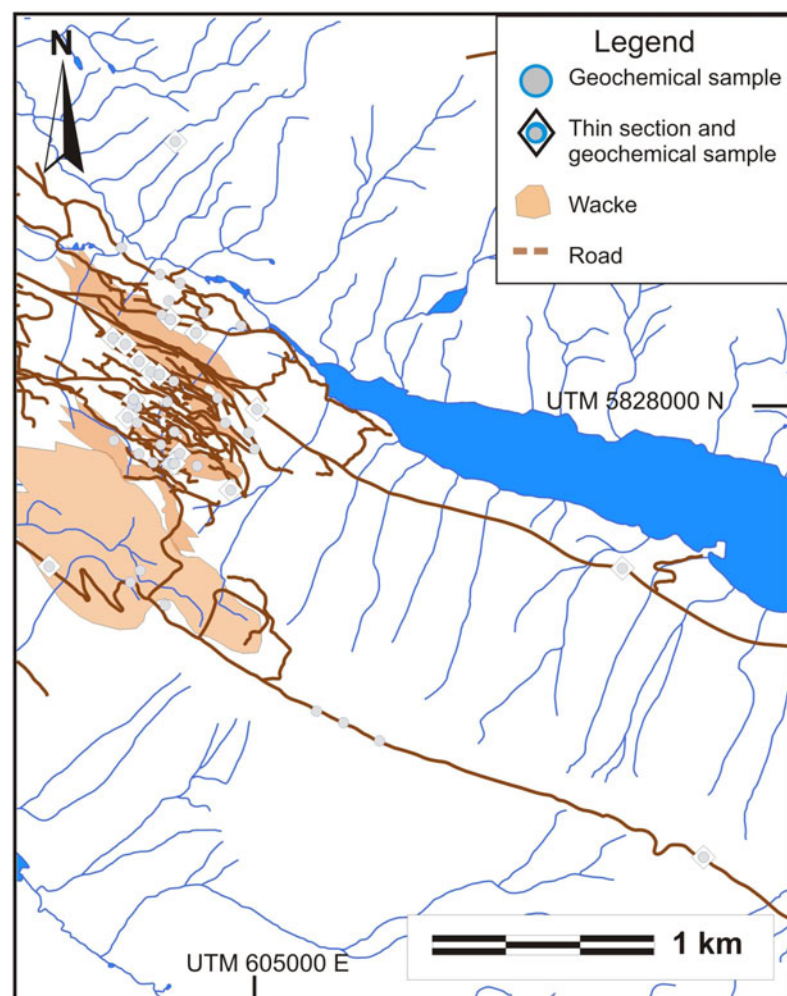 N
Legend
Geochemical sample
Thin section and
geochemical sample
Wacke
Road
UTM 5828000 N
UTM 605000 E
1 km